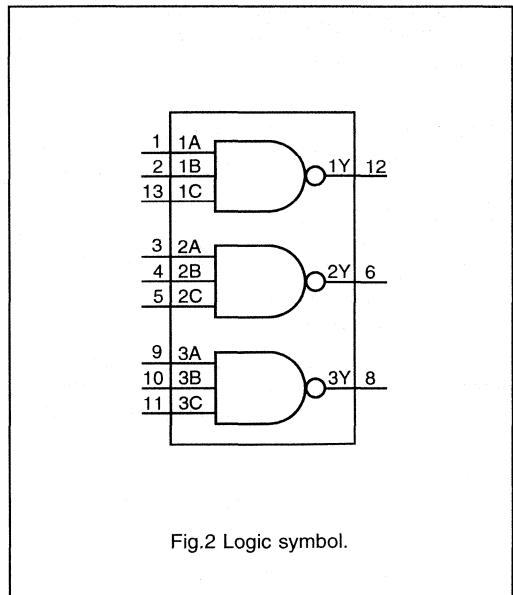 1 1A
2 1B 1Y 12
13 1C
3 2A
4 2B 2Y 6
5 2C
9 3A
10 3B 3Y 8
11 3C
Fig.2 Logic symbol.